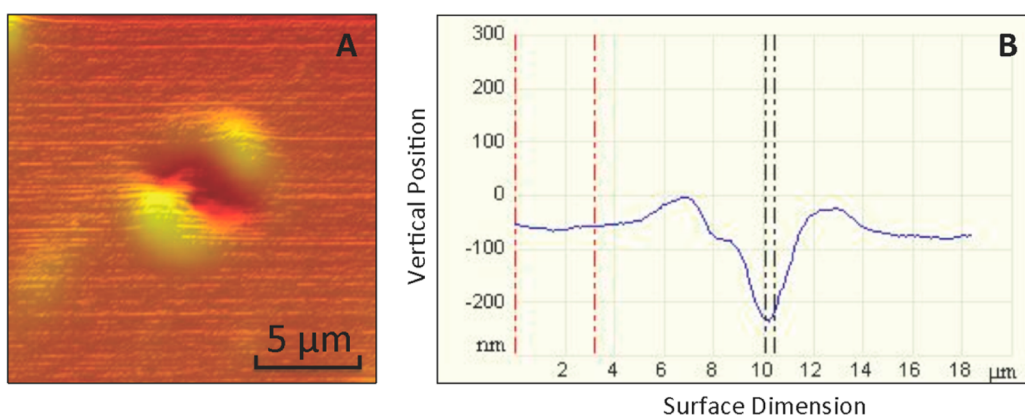 A
5 μm
B
Vertical Position
300
200
100
0
-100
-200
nm
2 4 6 8 10 12 14 16 18 μm
Surface Dimension